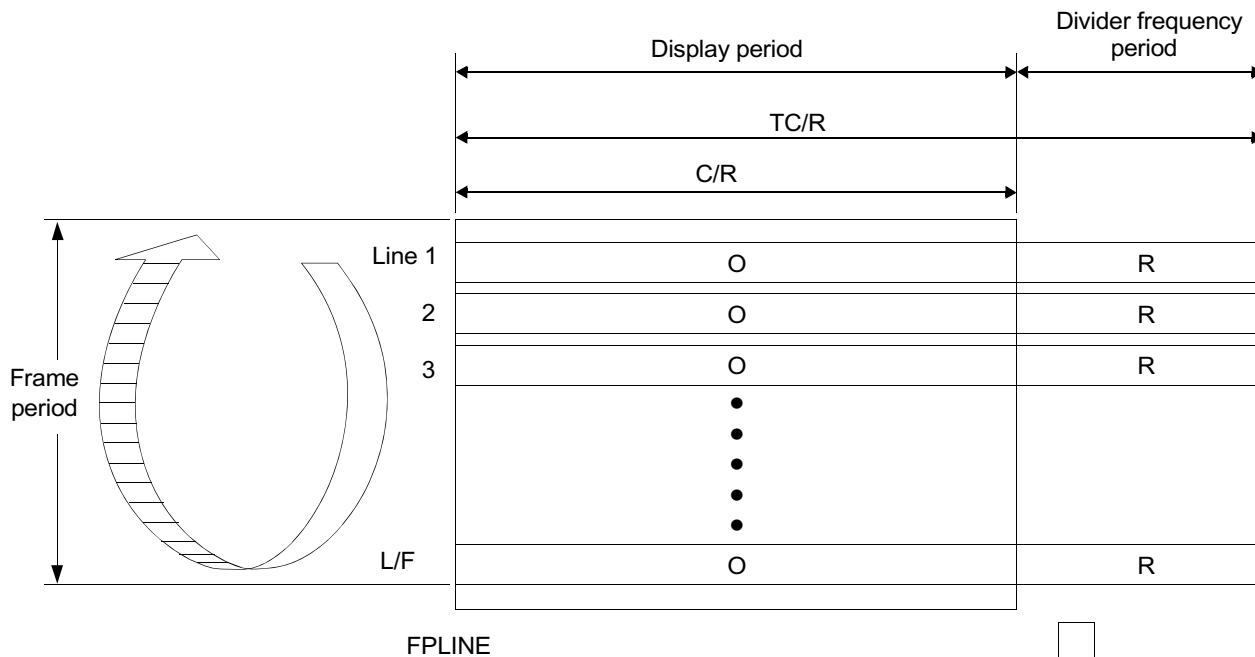 Divider frequency
period
Display period
TC/R
C/R
Line 1
O
R
2
O
R
3
O
R
Frame
period
L/F
O
R
FPLINE